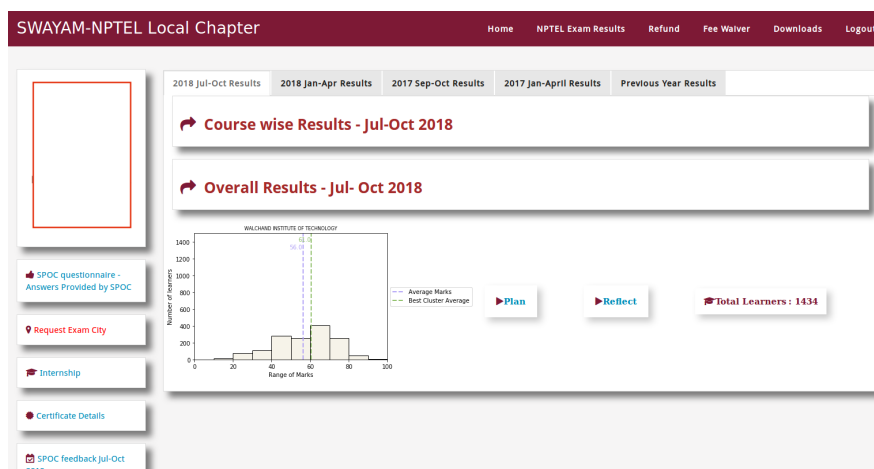 SWAYAM-NPTEL Local Chapter
Home NPTEL Exam Results Refund Fee Waiver Downloads Logout
2018 Jul-Oct Results 2018 Jan-Apr Results 2017 Sep-Oct Results 2017 Jan-April Results Previous Year Results
Course wise Results - Jul-Oct 2018
Overall Results - Jul- Oct 2018
WALCHAND INSTITUTE OF TECHNOLOGY
1400
1200
1000
800
600
400
200
0
Number of learners
0 20 40 60 80 100
Range of Marks
Average Marks
Best Cluster Average
Plan
Reflect
Total Learners : 1434
SPOC questionnaire -
Answers Provided by SPOC
Request Exam City
Internship
Certificate Details
SPOC feedback Jul-Oct